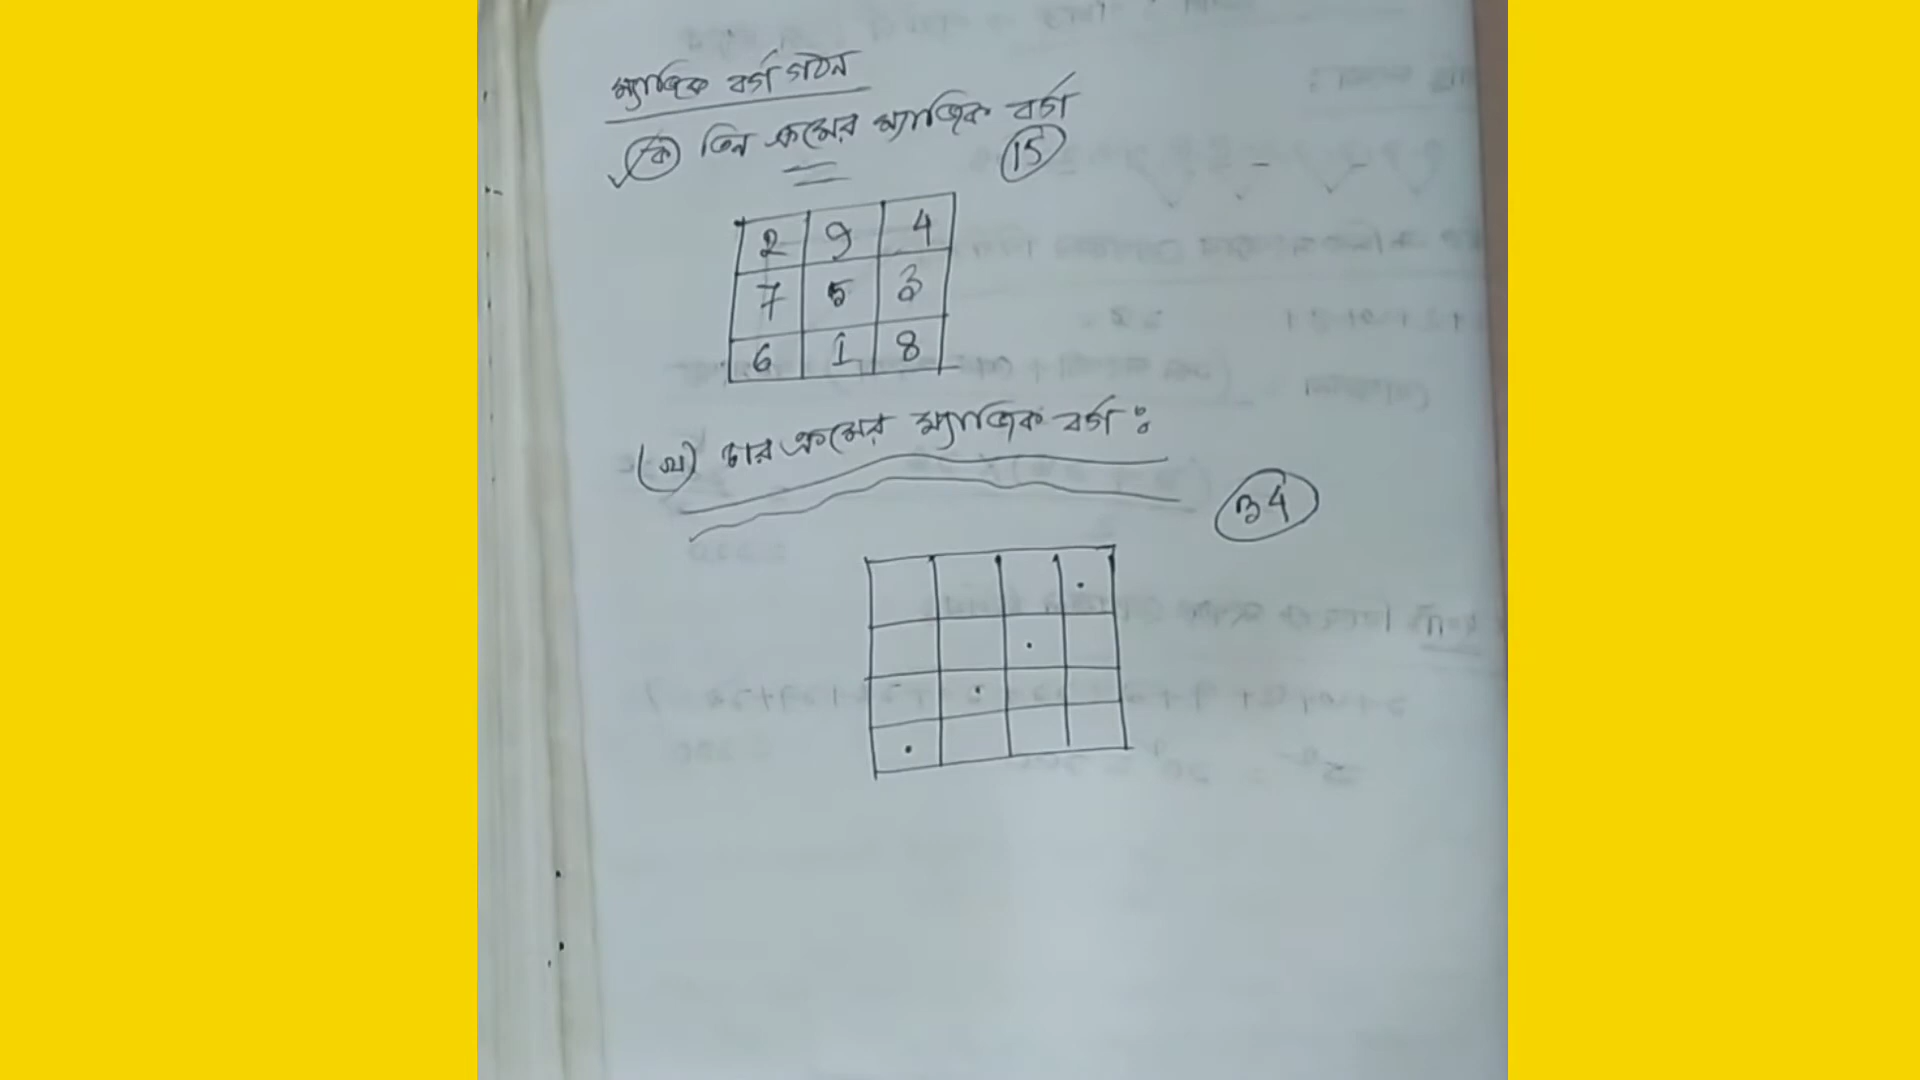 ম্যাজিক বর্গ গঠন
(ক) তিন ক্রমের ম্যাজিক বর্গ
15
2 9 4
7 5 3
6 1 8
(খ) চার ক্রমের ম্যাজিক বর্গ :
34